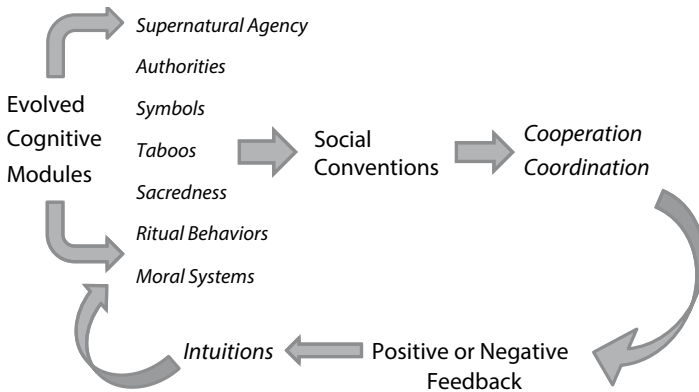 Supernatural Agency
Authorities
Symbols
Taboos
Sacredness
Ritual Behaviors
Moral Systems
Evolved
Cognitive
Modules
Social
Conventions
Cooperation
Coordination
Positive or Negative
Feedback
Intuitions